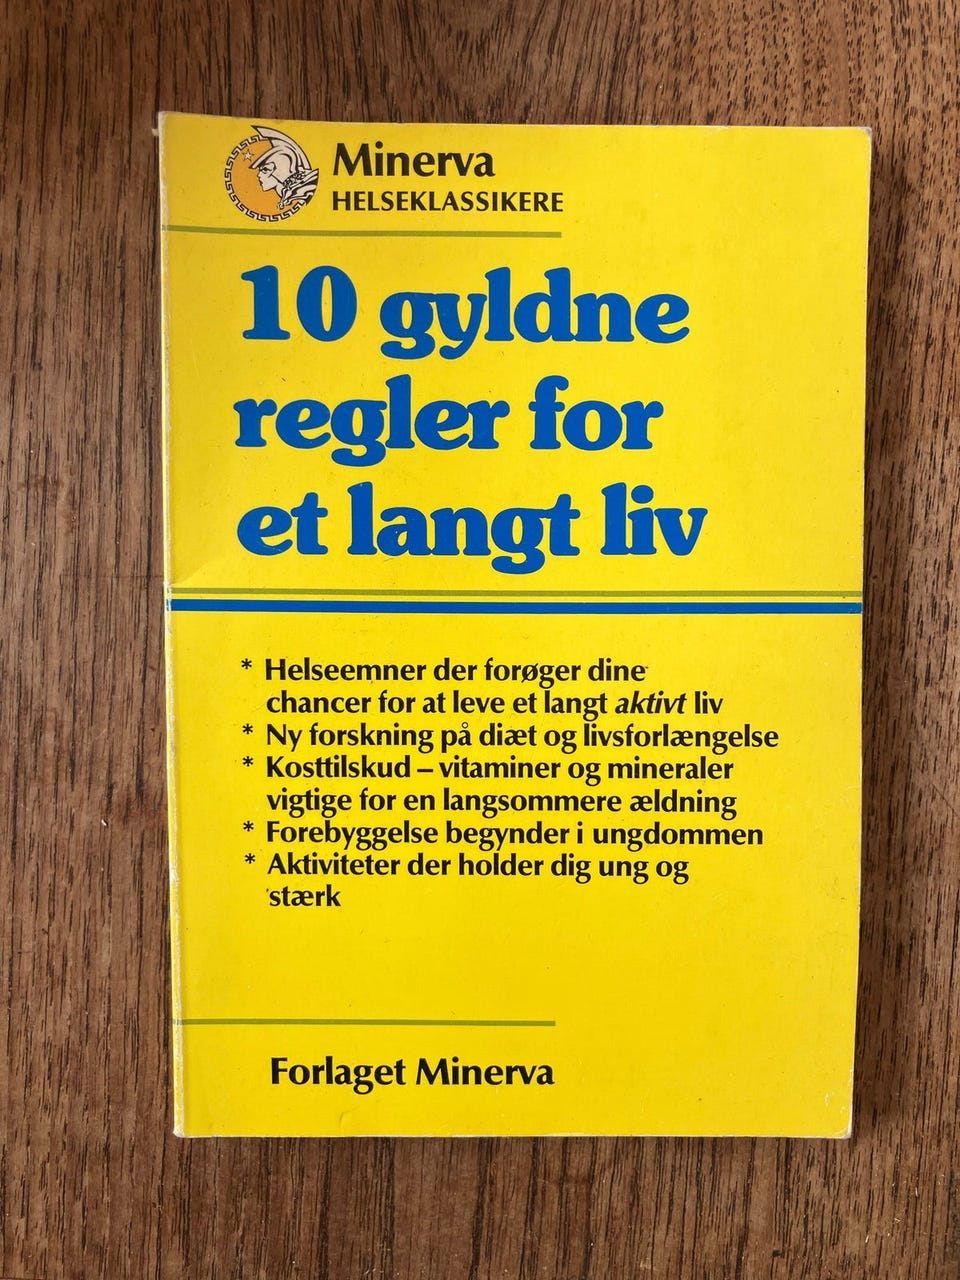 Minerva
HELSEKLASSIKERE
10 gyldne
regler for
et langt liv
* Helseemner der forøger dine
chancer for at leve et langt aktivt liv
* Ny forskning på diæt og livsforlængelse
* Kosttilskud – vitaminer og mineraler
vigtige for en langsommere ældning
* Forebyggelse begynder i ungdommen
* Aktiviteter der holder dig ung og
stærk
Forlaget Minerva